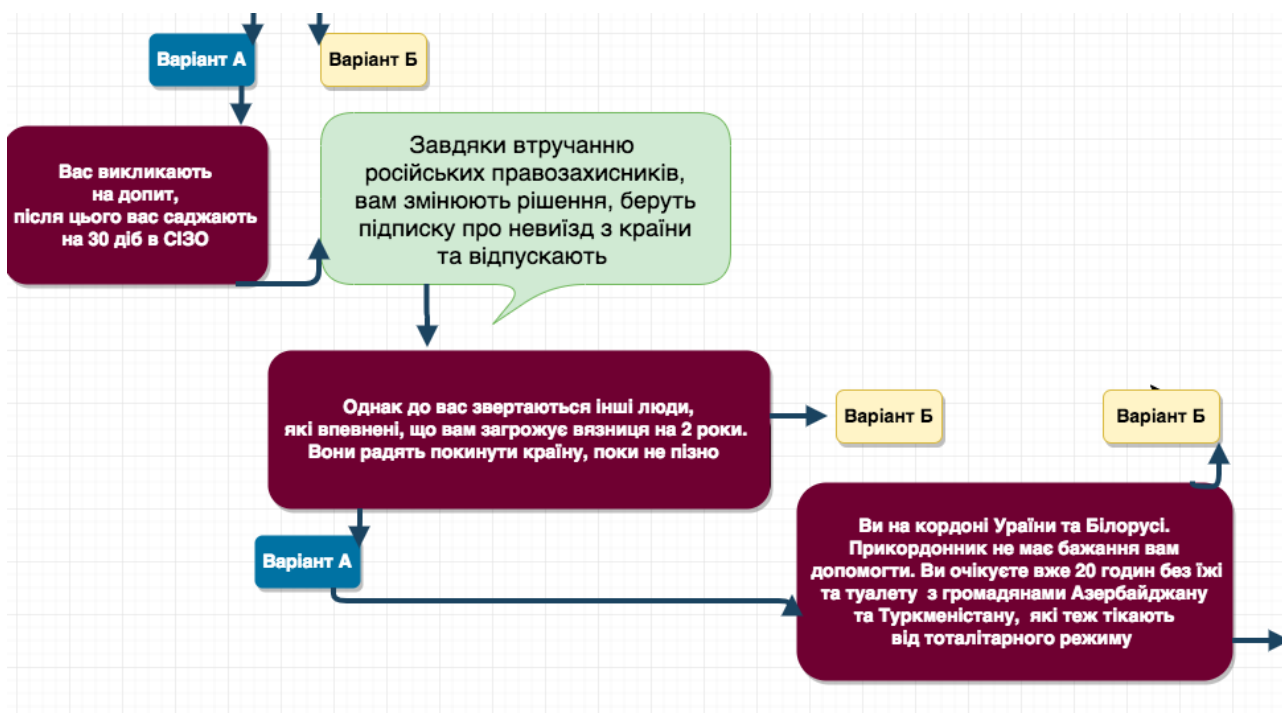 Варіант А
Варіант Б
Вас викликають
на допит,
після цього вас саджають
на 30 діб в СІЗО
Завдяки втручанню
російських правозахисників,
вам змінюють рішення, беруть
підписку про невиїзд з країни
та відпускають
Однак до вас звертаються інші люди,
які впевнені, що вам загрожує вязниця на 2 роки.
Вони радять покинути країну, поки не пізно
Варіант Б
Варіант Б
Варіант А
Ви на кордоні Ураїни та Білорусі.
Прикордонник не має бажання вам
допомогти. Ви очікуєте вже 20 годин без їжі
та туалету з громадянами Азербайджану
та Туркменістану, які теж тікають
від тоталітарного режиму